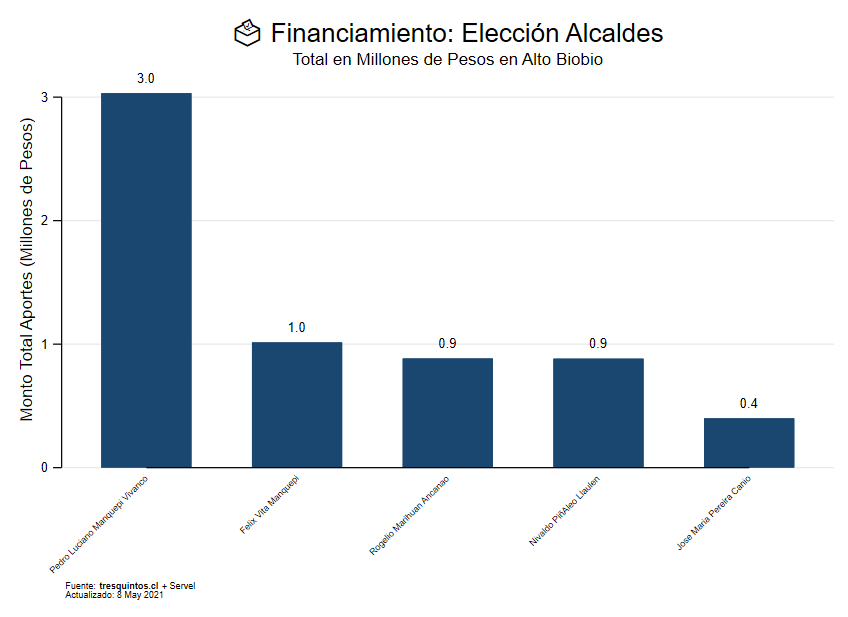 Financiamiento: Elección Alcaldes
Total en Millones de Pesos en Alto Biobio
Monto Total Aportes (Millones de Pesos)
3
2
1
0
3.0
1.0
0.9
0.9
0.4
Pedro Luciano Manquepi Vivanco
Felix Vita Manquepi
Rogelio Marihuan Ancanao
Nivaldo PiñAleo Llaulen
Jose Maria Pereira Canio
Fuente: tresquintos.cl + Servel
Actualizado: 8 May 2021